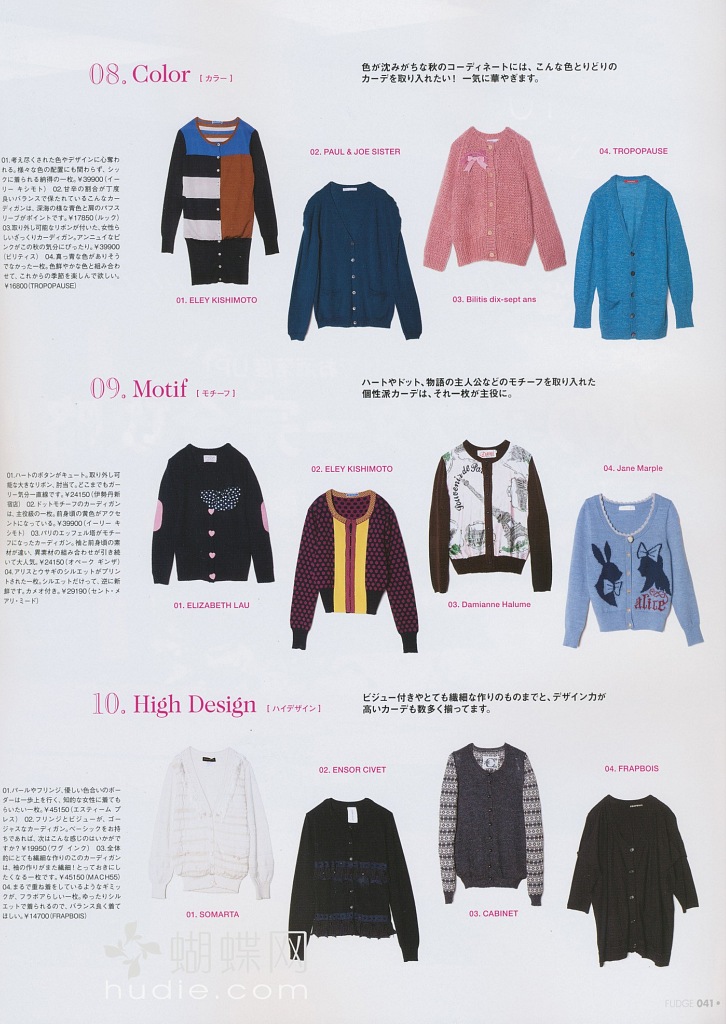 08. Color [ カラー ]
色が沈みがちな秋のコーディネートには、こんな色とりどりの
カーデを取り入れたい！ 一気に華やぎます。
01.考え尽くされた色やデザインに心奪わ
れる。様々な色の配置にも関わらず、シッ
クに着られる納得の一枚。¥39900(イー
リー キシモト) 02.甘辛の割合が丁度
良いバランスで保たれているこんなカー
ディガンは、深海の様な青色と肩のパフス
リーブがポイントです。¥17850(ルック)
03.取り外し可能なリボンが付いた、女性ら
しいざっくりカーディガン。アンニュイなピ
ンクがこの秋の気分にぴったり。¥39900
(ビリティス) 04.真っ青な色がありそう
でなかった一枚。色鮮やかな色と組み合わ
せて、これからの季節を楽しんで欲しい。
¥16800(TROPOPAUSE)
01. ELEY KISHIMOTO
02. PAUL & JOE SISTER
03. Bilitis dix-sept ans
04. TROPOPAUSE
09. Motif [ モチーフ ]
ハートやドット、物語の主人公などのモチーフを取り入れた
個性派カーデは、それ一枚が主役に。
01.ハートのボタンがキュート。取り外し可
能な大きなリボン、肘当て。どこまでもガー
リー気分一直線です。¥24150(伊勢丹新
宿店) 02.ドットモチーフのカーディガン
は、主役級の一枚。前身頃の黄色がアクセ
ントになっている。¥39900(イーリー キ
シモト) 03.パリのエッフェル塔がモチー
フになったカーディガン。袖と前身頃の素
材が違い、異素材の組み合わせが引き続
いて大人気。¥24150(オペーク ギンザ)
04.アリスとウサギのシルエットがプリン
トされた一枚。シルエットだけって、逆に新
鮮です。カメオ付き。¥29190(セント・メ
アリ・ミード)
01. ELIZABETH LAU
02. ELEY KISHIMOTO
Souvenir de Paris
03. Damianne Halume
04. Jane Marple
alice
10. High Design [ ハイデザイン ]
ビジュー付きやとても繊細な作りのものまでと、デザイン力が
高いカーデも数多く揃ってます。
01.パールやフリンジ、優しい色合いのボー
ダーは一歩上を行く、知的な女性に着ても
らいたい一枚。¥45150(エスティーム プ
レス) 02.フリンジとビジューが、ゴー
ジャスなカーディガン。ベーシックをお持
ちであれば、次はこんな感じのはいかがで
すか？¥19950(ワグ インク) 03.全体
的にとても繊細な作りのこのカーディガン
は、袖の作りがまた繊細！とっておきにし
たくなる一枚です。¥45150(MACH55)
04.まるで重ね着をしているようなギミッ
クが、フラボアらしい一枚。ゆったりシル
エットで着られるので、バランス良く着て
ほしい。¥14700(FRAPBOIS)
01. SOMARTA
02. ENSOR CIVET
03. CABINET
04. FRAPBOIS
蝴蝶网
hudie.com
FUDGE 041